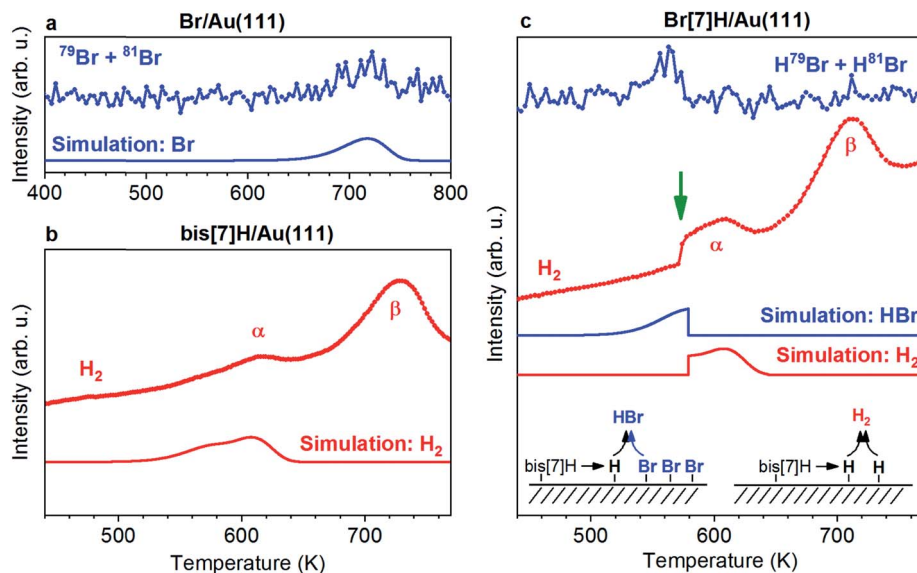 a
Br/Au(111)
Intensity (arb. u.)
⁷⁹Br + ⁸¹Br
Simulation: Br
400 500 600 700 800
b
bis[7]H/Au(111)
Intensity (arb. u.)
α
β
H₂
Simulation: H₂
500 600 700
Temperature (K)
c
Br[7]H/Au(111)
Intensity (arb. u.)
H⁷⁹Br + H⁸¹Br
β
α
H₂
Simulation: HBr
Simulation: H₂
HBr
bis[7]H H Br Br Br
H₂
bis[7]H H H
500 600 700
Temperature (K)